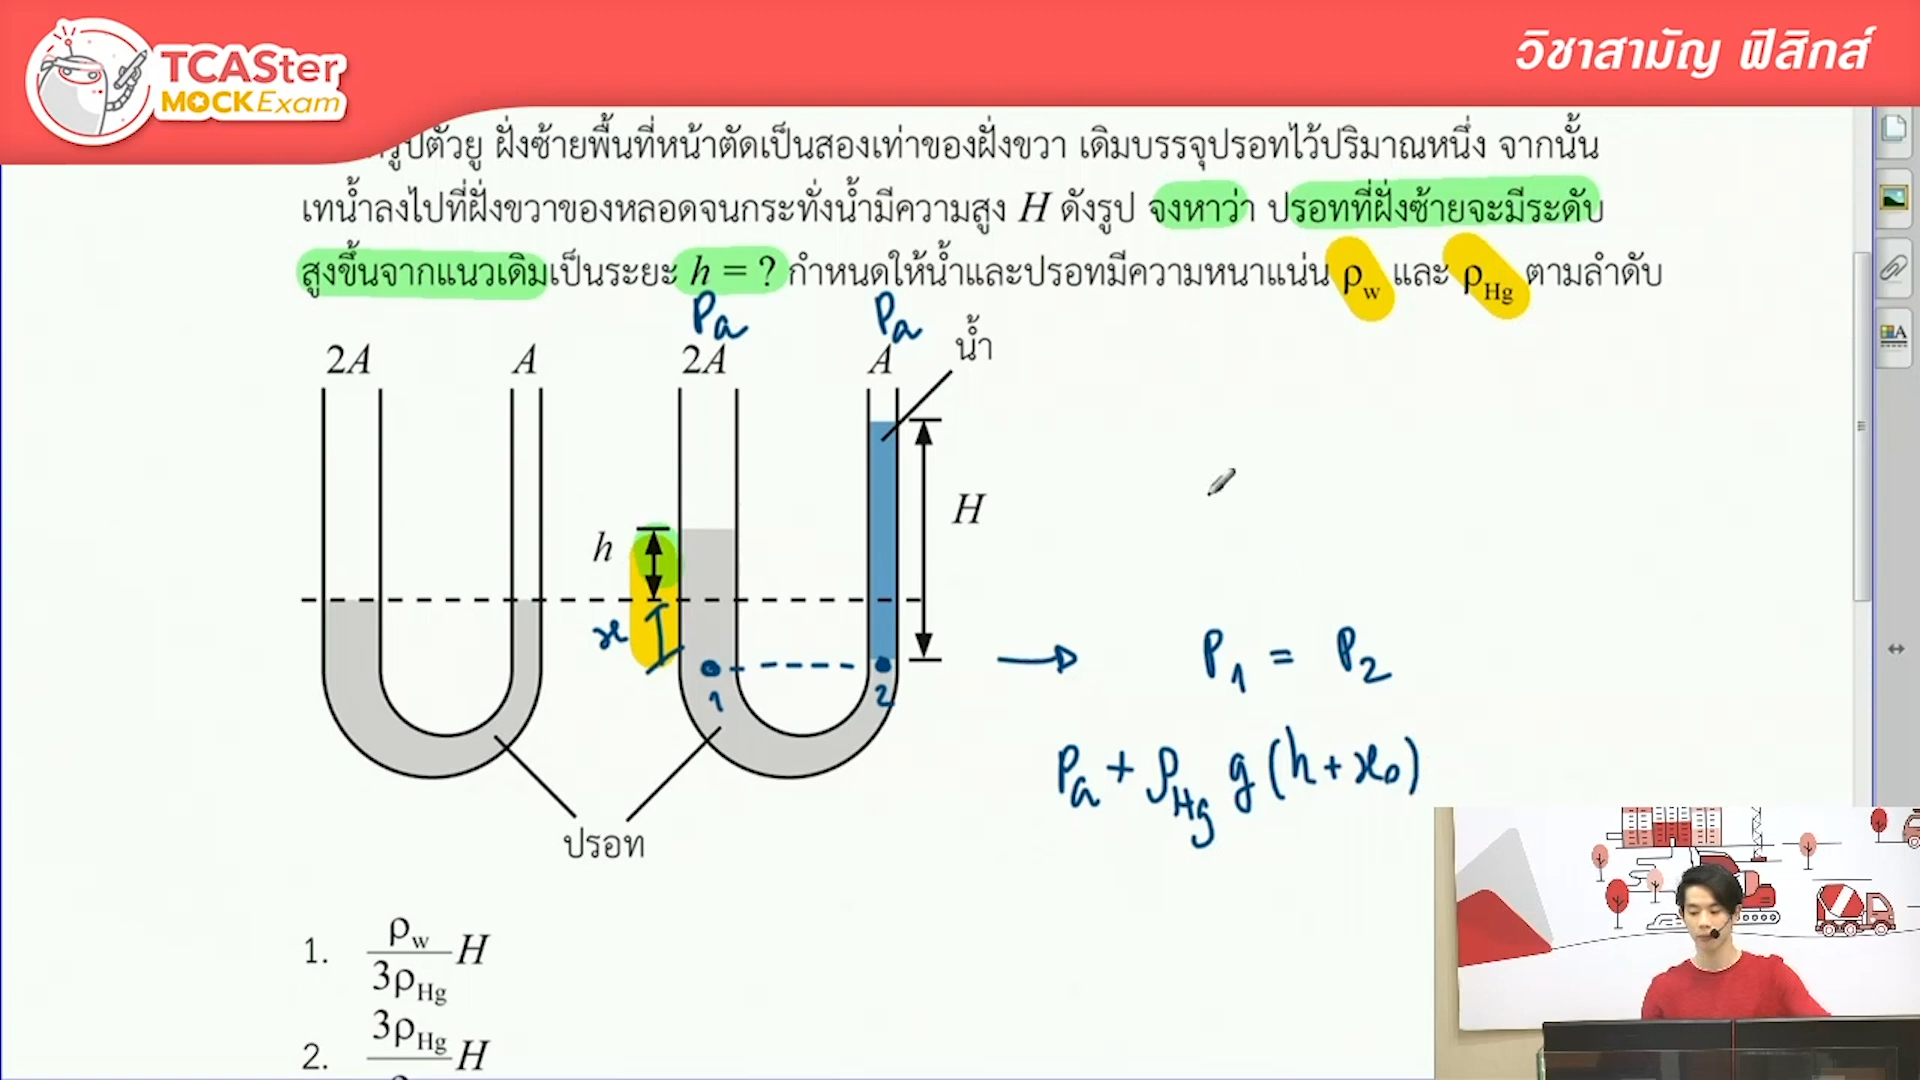 TCASter
MOCK Exam
วิชาสามัญ ฟิสิกส์
รูปตัวยู ฝั่งซ้ายพื้นที่หน้าตัดเป็นสองเท่าของฝั่งขวา เดิมบรรจุปรอทไว้ปริมาณหนึ่ง จากนั้น
เทน้ำลงไปที่ฝั่งขวาของหลอดจนกระทั่งน้ำมีความสูง H ดังรูป จงหาว่า ปรอทที่ฝั่งซ้ายจะมีระดับ
สูงขึ้นจากแนวเดิมเป็นระยะ h = ? กำหนดให้น้ำและปรอทมีความหนาแน่น ρw และ ρHg ตามลำดับ
Pa Pa
น้ำ
2A A 2A A
H
h
x
1 2
P1 = P2
Pa + ρHg g (h + x)
ปรอท
1. ρw/3ρHg H
2. 3ρHg/ H